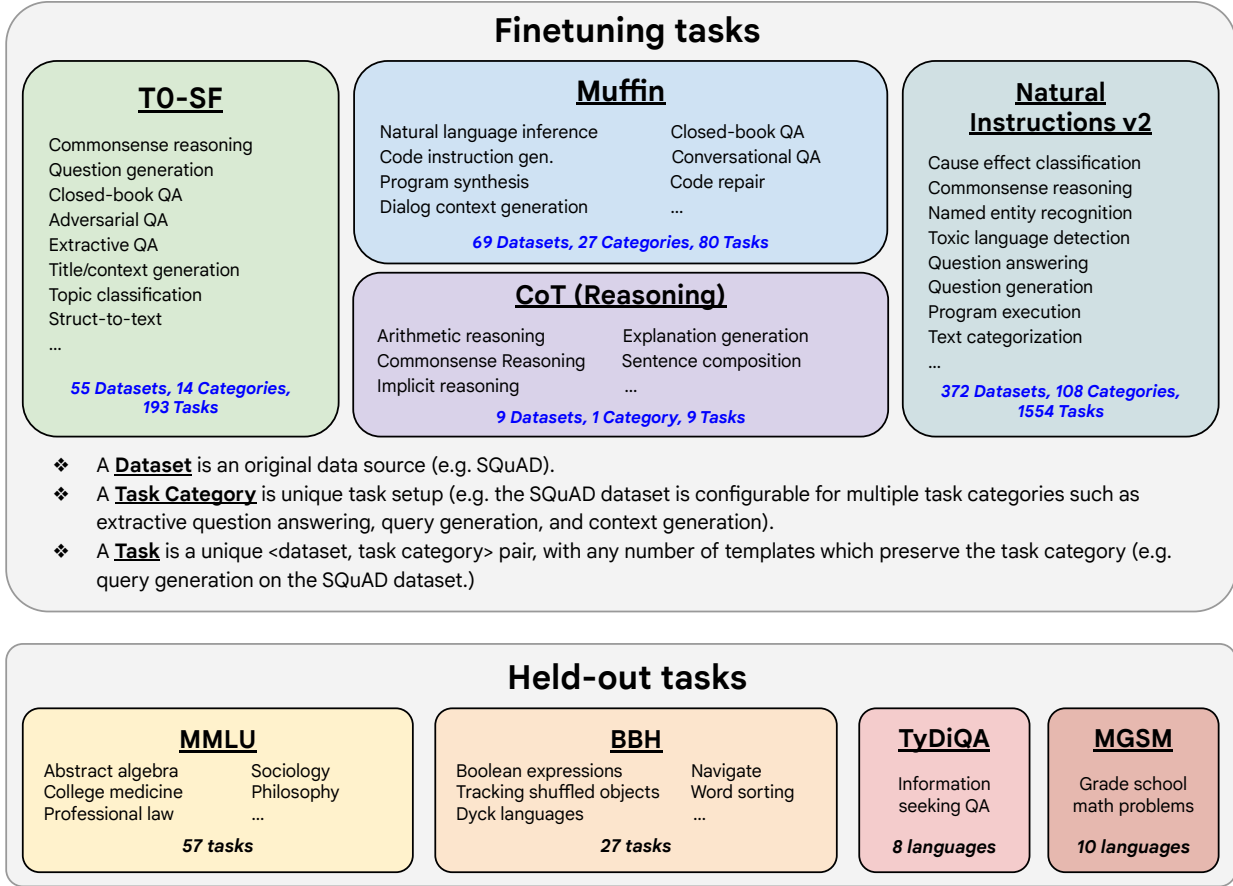 Finetuning tasks
T0-SF
Commonsense reasoning
Question generation
Closed-book QA
Adversarial QA
Extractive QA
Title/context generation
Topic classification
Struct-to-text
...
55 Datasets, 14 Categories,
193 Tasks
Muffin
Natural language inference
Code instruction gen.
Program synthesis
Dialog context generation
Closed-book QA
Conversational QA
Code repair
...
69 Datasets, 27 Categories, 80 Tasks
CoT (Reasoning)
Arithmetic reasoning
Commonsense Reasoning
Implicit reasoning
Explanation generation
Sentence composition
...
9 Datasets, 1 Category, 9 Tasks
Natural
Instructions v2
Cause effect classification
Commonsense reasoning
Named entity recognition
Toxic language detection
Question answering
Question generation
Program execution
Text categorization
...
372 Datasets, 108 Categories,
1554 Tasks
❖ A Dataset is an original data source (e.g. SQuAD).
❖ A Task Category is unique task setup (e.g. the SQuAD dataset is configurable for multiple task categories such as
extractive question answering, query generation, and context generation).
❖ A Task is a unique <dataset, task category> pair, with any number of templates which preserve the task category (e.g.
query generation on the SQuAD dataset.)
Held-out tasks
MMLU
Abstract algebra
College medicine
Professional law
Sociology
Philosophy
...
57 tasks
BBH
Boolean expressions
Tracking shuffled objects
Dyck languages
Navigate
Word sorting
...
27 tasks
TyDiQA
Information
seeking QA
8 languages
MGSM
Grade school
math problems
10 languages